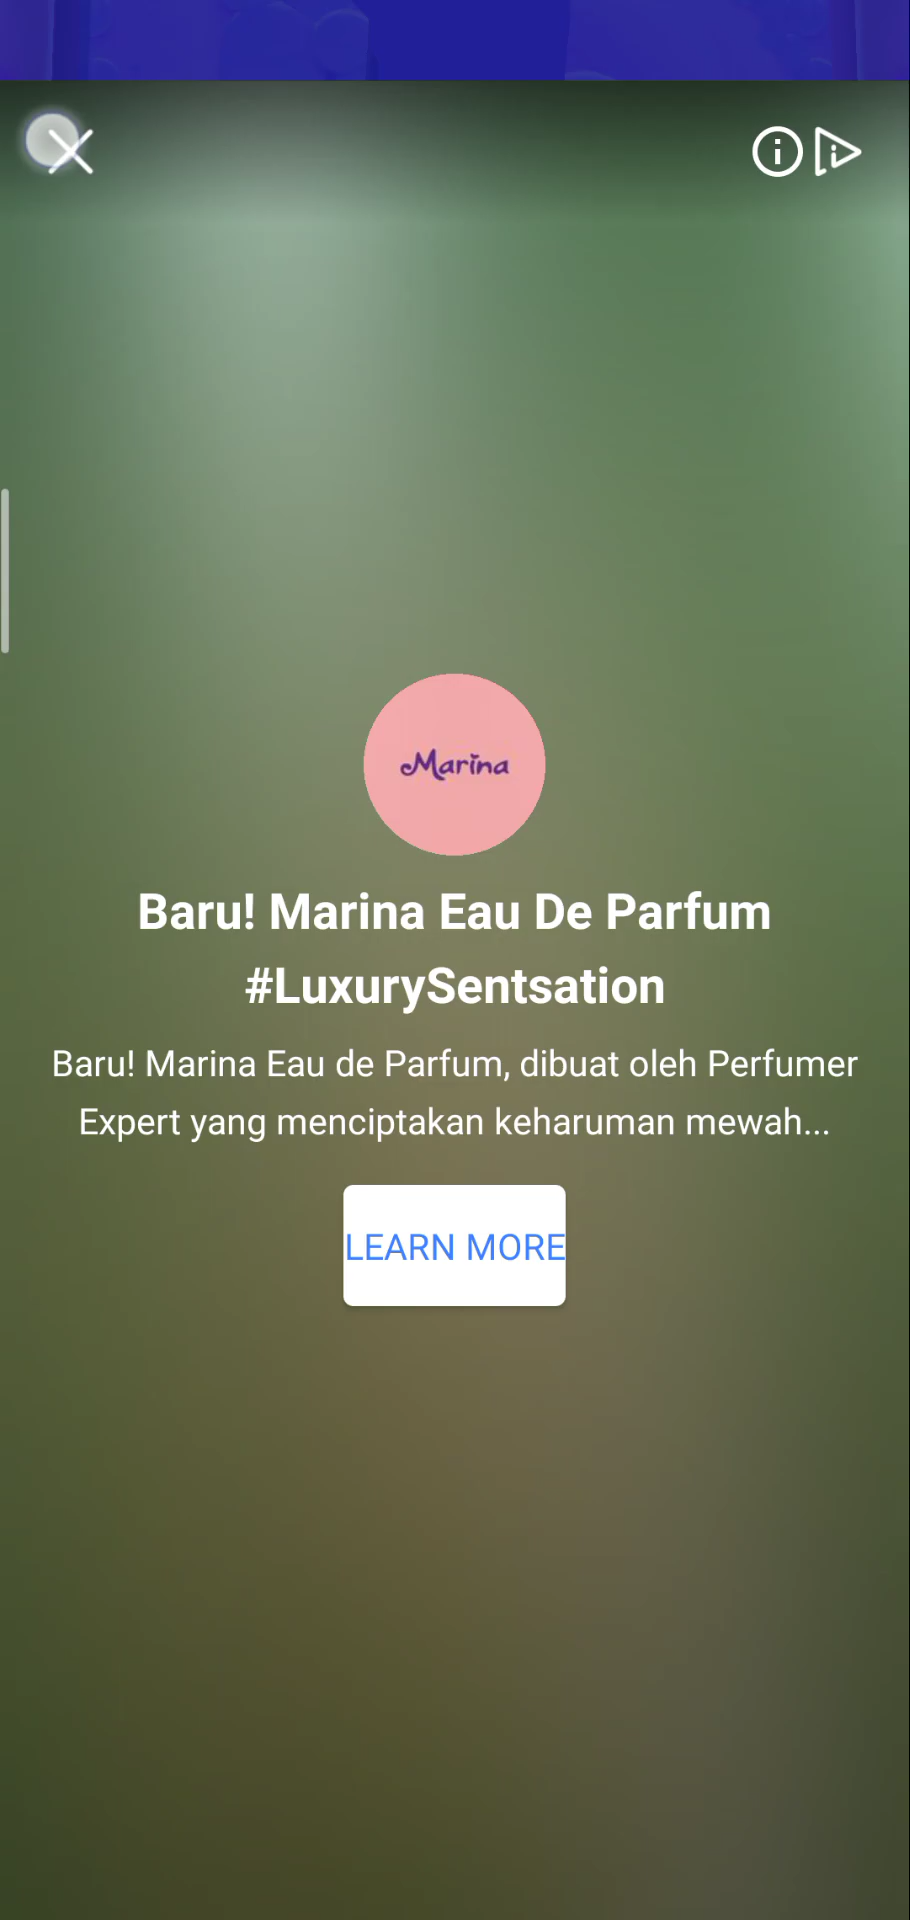 Marina
Baru! Marina Eau De Parfum
#LuxurySentsation
Baru! Marina Eau de Parfum, dibuat oleh Perfumer
Expert yang menciptakan keharuman mewah...
LEARN MORE